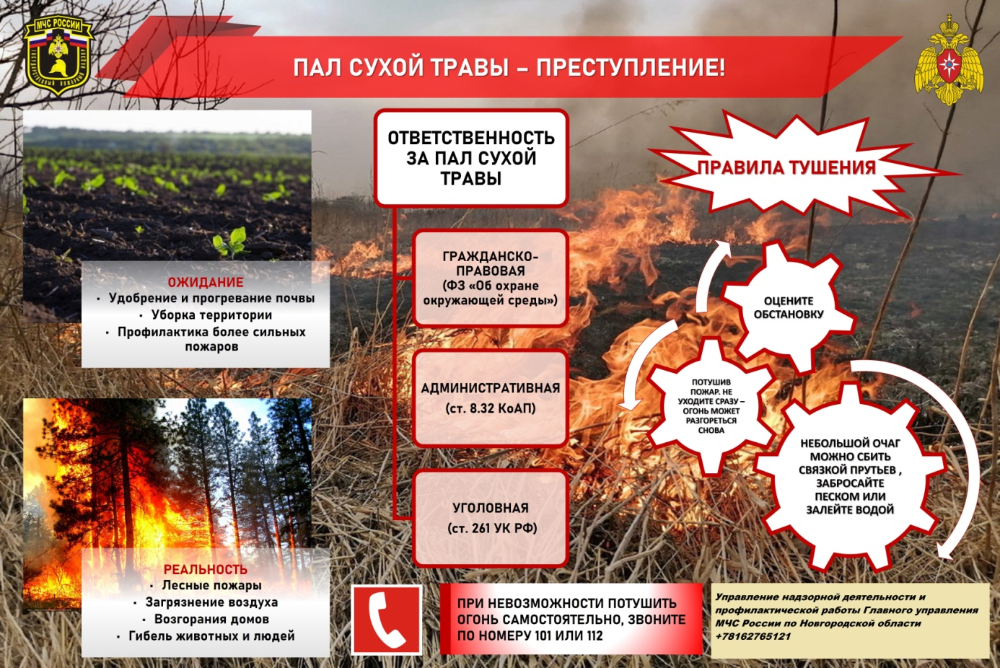 МЧС РОССИИ
ГОСУДАРСТВЕННЫЙ ПОЖАРНЫЙ НАДЗОР
ПАЛ СУХОЙ ТРАВЫ – ПРЕСТУПЛЕНИЕ!
ОЖИДАНИЕ
· Удобрение и прогревание почвы
· Уборка территории
· Профилактика более сильных
пожаров
РЕАЛЬНОСТЬ
· Лесные пожары
· Загрязнение воздуха
· Возгорания домов
· Гибель животных и людей
ОТВЕТСТВЕННОСТЬ
ЗА ПАЛ СУХОЙ
ТРАВЫ
ГРАЖДАНСКО-
ПРАВОВАЯ
(ФЗ «Об охране
окружающей среды»)
АДМИНИСТРАТИВНАЯ
(ст. 8.32 КоАП)
УГОЛОВНАЯ
(ст. 261 УК РФ)
ПРАВИЛА ТУШЕНИЯ
ОЦЕНИТЕ
ОБСТАНОВКУ
ПОТУШИВ
ПОЖАР. НЕ
УХОДИТЕ СРАЗУ –
ОГОНЬ МОЖЕТ
РАЗГОРЕТЬСЯ
СНОВА
НЕБОЛЬШОЙ ОЧАГ
МОЖНО СБИТЬ
СВЯЗКОЙ ПРУТЬЕВ ,
ЗАБРОСАЙТЕ
ПЕСКОМ ИЛИ
ЗАЛЕЙТЕ ВОДОЙ
ПРИ НЕВОЗМОЖНОСТИ ПОТУШИТЬ
ОГОНЬ САМОСТОЯТЕЛЬНО, ЗВОНИТЕ
ПО НОМЕРУ 101 ИЛИ 112
Управление надзорной деятельности и
профилактической работы Главного управления
МЧС России по Новгородской области
+78162765121